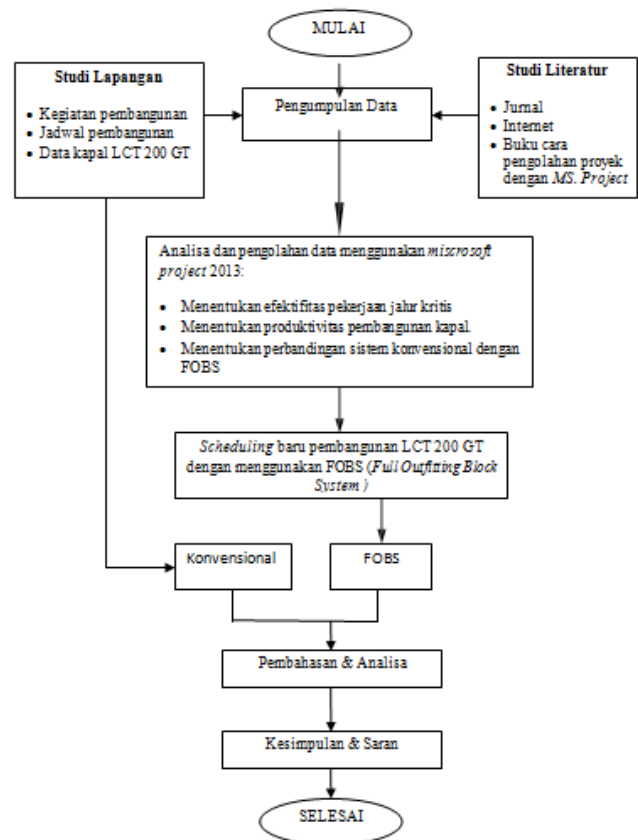 MULAI
Studi Lapangan
• Kegiatan pembangunan
• Jadwal pembangunan
• Data kapal LCT 200 GT
Pengumpulan Data
Studi Literatur
• Jurnal
• Internet
• Buku cara
pengolahan proyek
dengan MS. Project
Analisa dan pengolahan data menggunakan miscrosoft
project 2013:
• Menentukan efektifitas pekerjaan jalur kritis
• Menentukan produktivitas pembangunan kapal.
• Menentukan perbandingan sistem konvensional dengan
FOBS
Scheduling baru pembangunan LCT 200 GT
dengan menggunakan FOBS (Full Outfitting Block
System )
Konvensional
FOBS
Pembahasan & Analisa
Kesimpulan & Saran
SELESAI